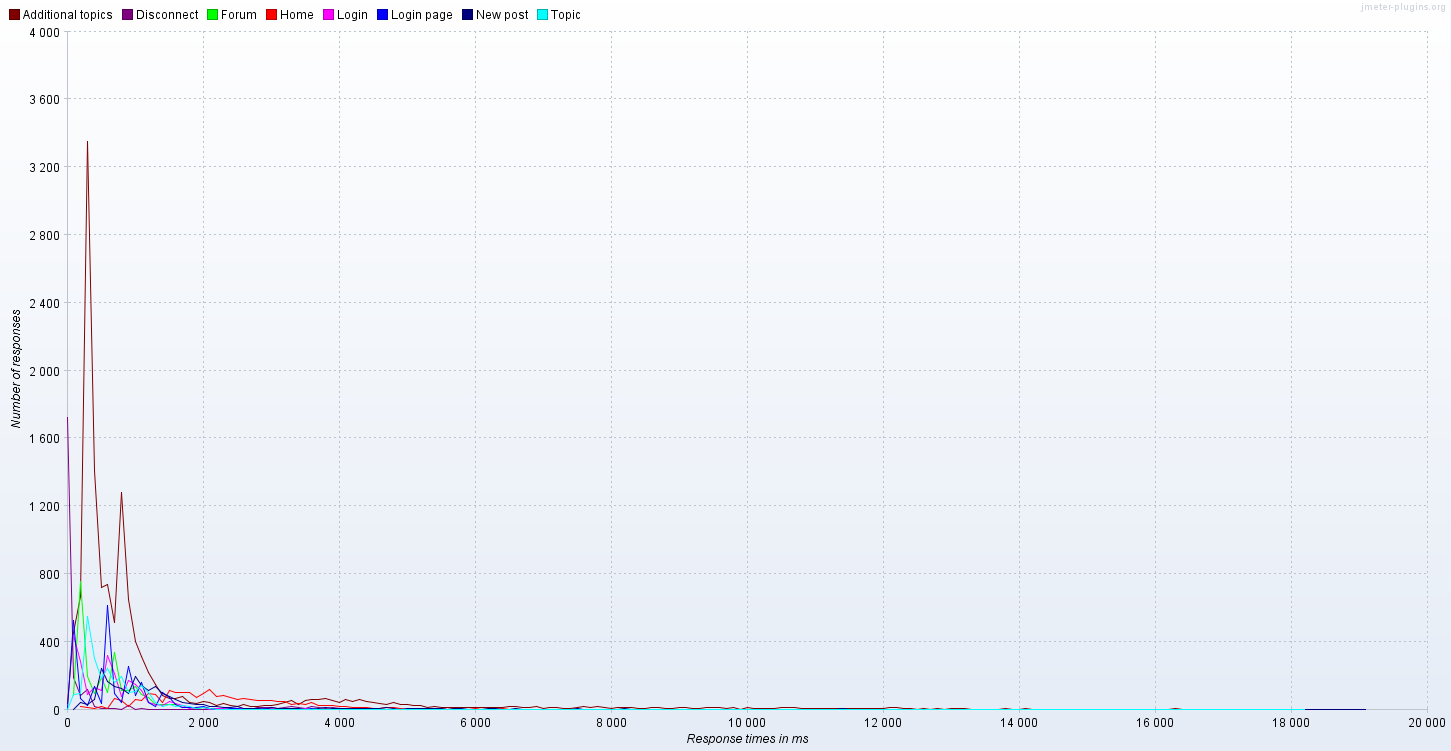 Additional topics Disconnect Forum Home Login Login page New post Topic
jmeter-plugins.org
4 000
3 600
3 200
2 800
2 400
2 000
1 600
1 200
800
400
0
Number of responses
0 2 000 4 000 6 000 8 000 10 000 12 000 14 000 16 000 18 000 20 000
Response times in ms